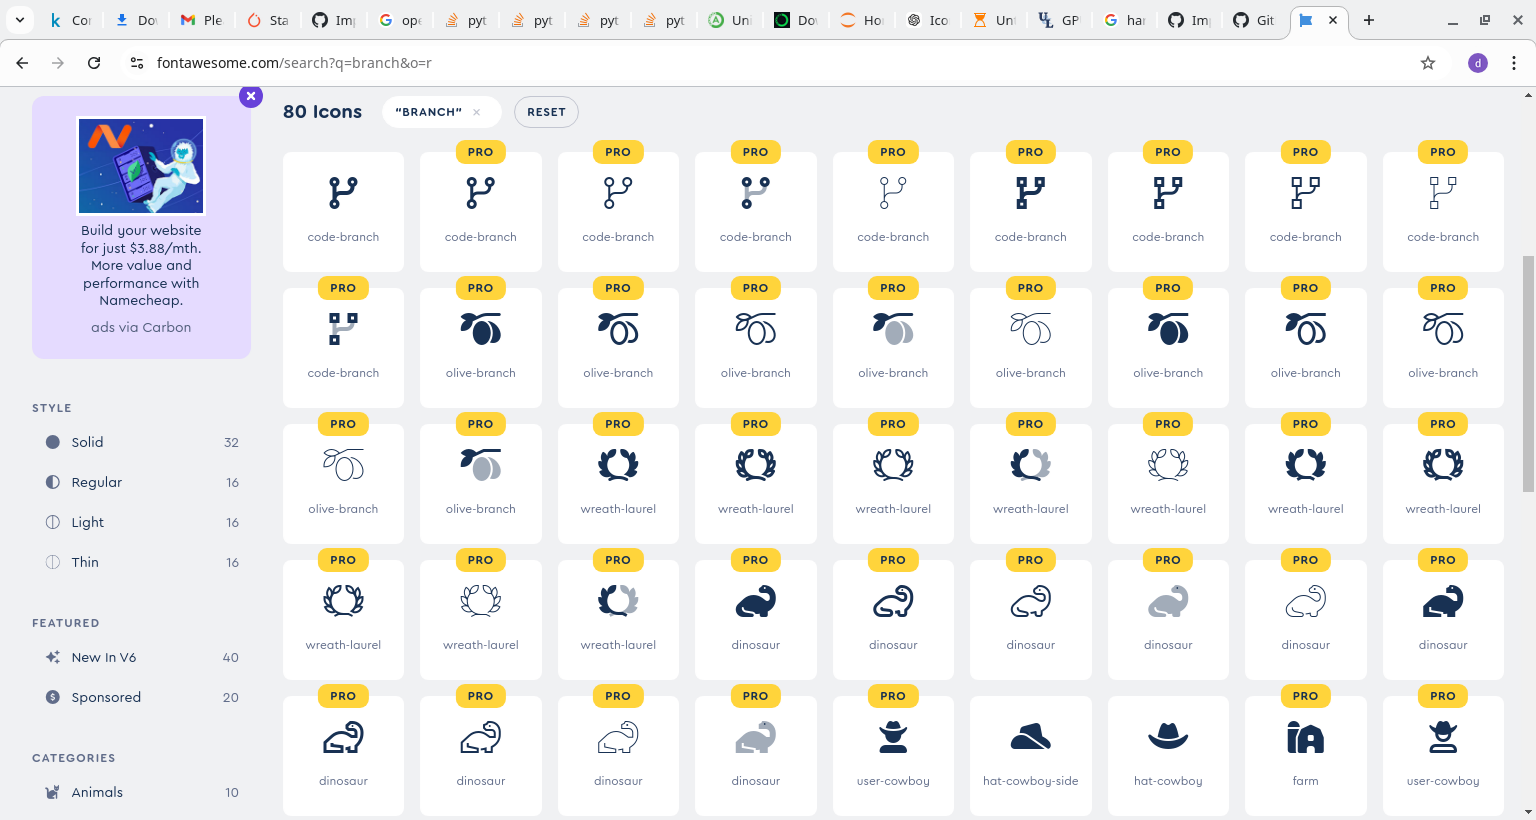 Cor
Dov
Ple
Sta
Imp
ope
pyt
pyt
pyt
pyt
Uni
Dov
Ho
Ico
Unt
GP
har
Imp
Git
fontawesome.com/search?q=branch&o=r
d
Build your website
for just $3.88/mth.
More value and
performance with
Namecheap.
ads via Carbon
STYLE
Solid 32
Regular 16
Light 16
Thin 16
FEATURED
New In V6 40
Sponsored 20
CATEGORIES
Animals 10
80 Icons "BRANCH" × RESET
PRO PRO PRO PRO PRO PRO PRO PRO
code-branch code-branch code-branch code-branch code-branch code-branch code-branch code-branch code-branch
PRO PRO PRO PRO PRO PRO PRO PRO PRO
code-branch olive-branch olive-branch olive-branch olive-branch olive-branch olive-branch olive-branch olive-branch
PRO PRO PRO PRO PRO PRO PRO PRO PRO
olive-branch olive-branch wreath-laurel wreath-laurel wreath-laurel wreath-laurel wreath-laurel wreath-laurel wreath-laurel
PRO PRO PRO PRO PRO PRO PRO PRO PRO
wreath-laurel wreath-laurel wreath-laurel dinosaur dinosaur dinosaur dinosaur dinosaur dinosaur
PRO PRO PRO PRO PRO PRO PRO
dinosaur dinosaur dinosaur dinosaur user-cowboy hat-cowboy-side hat-cowboy farm user-cowboy